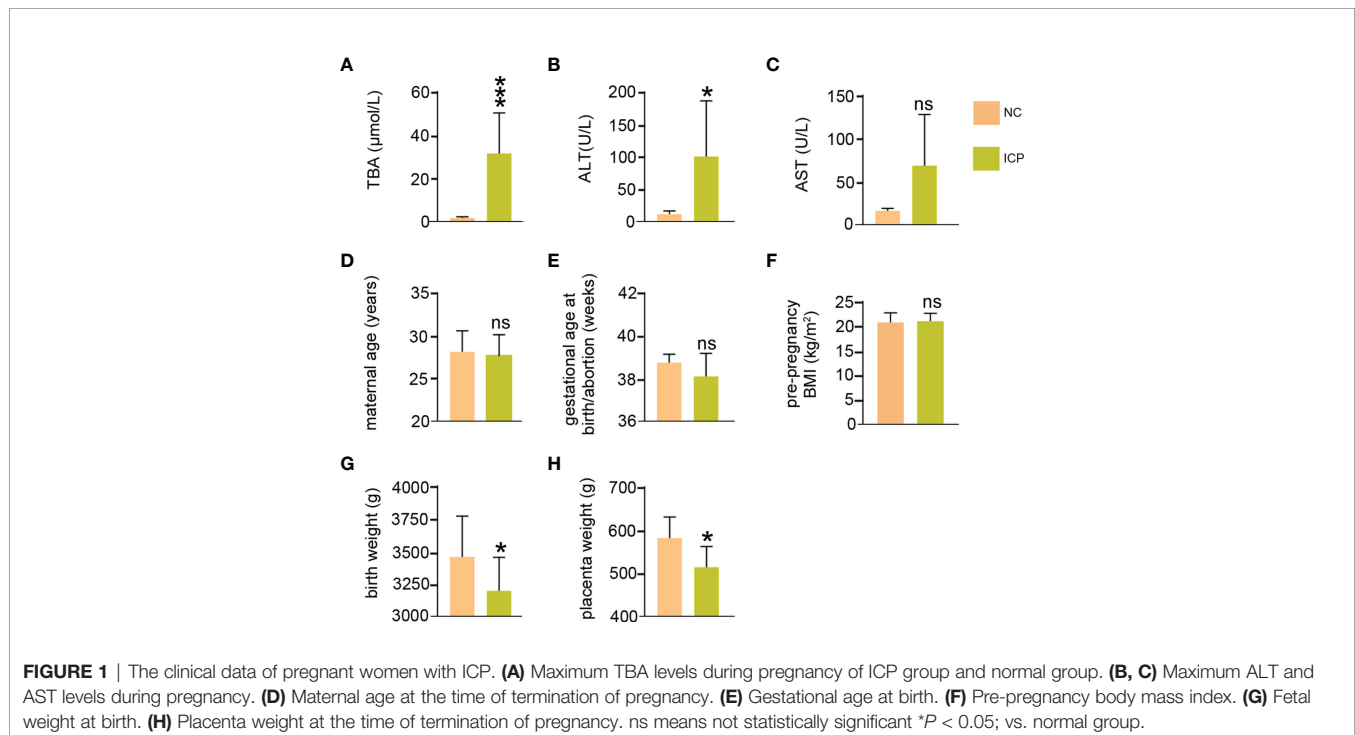 A
TBA (μmol/L)
60
40
20
0
***
B
ALT(U/L)
200
150
100
50
0
*
C
AST (U/L)
150
100
50
0
ns
NC
ICP
D
maternal age (years)
35
30
25
20
ns
E
gestational age at
birth/abortion (weeks)
42
40
38
36
ns
F
pre-pregnancy
BMI (kg/m²)
25
20
15
10
5
0
ns
G
birth weight (g)
4000
3750
3500
3250
3000
*
H
placenta weight (g)
700
600
500
400
*
FIGURE 1 | The clinical data of pregnant women with ICP. (A) Maximum TBA levels during pregnancy of ICP group and normal group. (B, C) Maximum ALT and
AST levels during pregnancy. (D) Maternal age at the time of termination of pregnancy. (E) Gestational age at birth. (F) Pre-pregnancy body mass index. (G) Fetal
weight at birth. (H) Placenta weight at the time of termination of pregnancy. ns means not statistically significant *P < 0.05; vs. normal group.